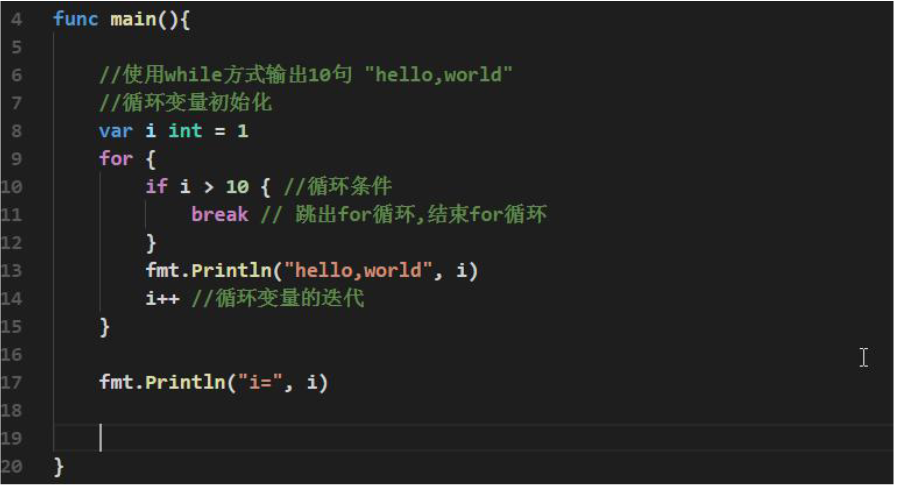 4 func main(){
5
6 //使用while方式输出10句 "hello,world"
7 //循环变量初始化
8 var i int = 1
9 for {
10 if i > 10 { //循环条件
11 break // 跳出for循环,结束for循环
12 }
13 fmt.Println("hello,world", i)
14 i++ //循环变量的迭代
15 }
16
17 fmt.Println("i=", i)
18
19
20 }